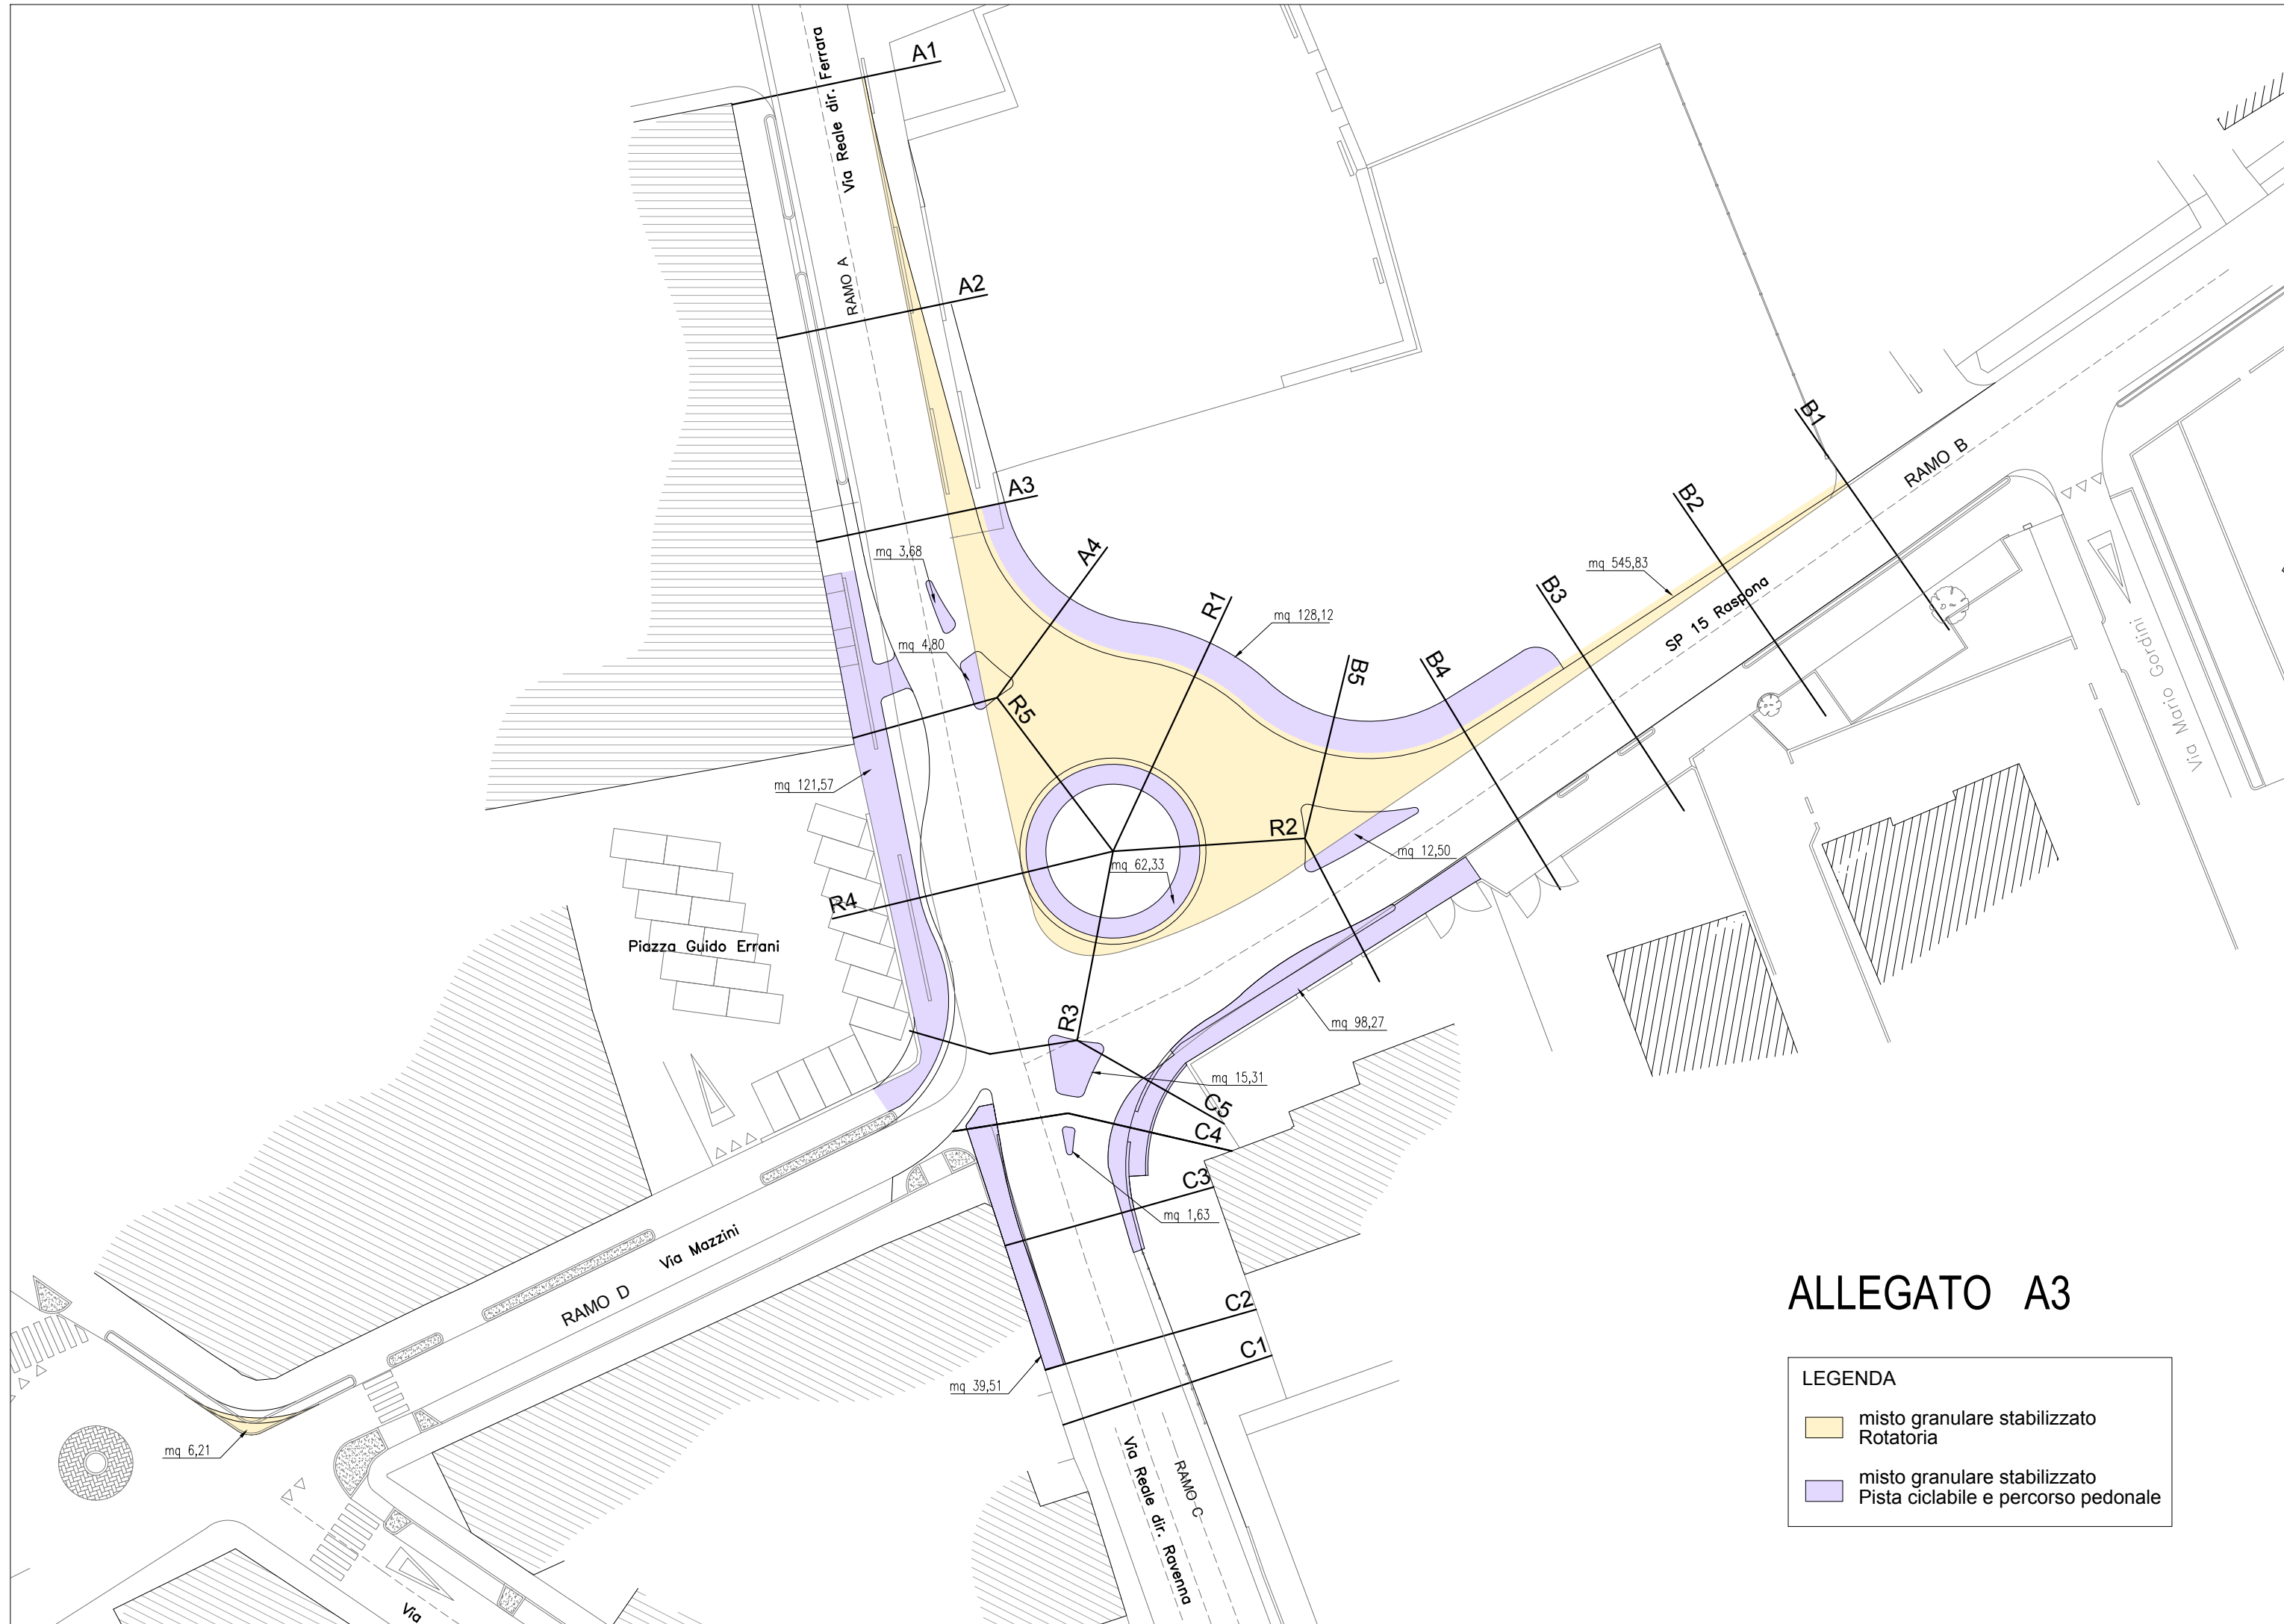 A1
Via Reale dir. Ferrara
RAMO A
A2
A3
A4
mq 3,68
mq 4,80
R5
R1
mq 128,12
B5
B4
B3
B2
B1
mq 545,83
RAMO B
SP 15 Raspona
Via Mario Gordini
mq 121,57
R2
mq 12,50
mq 62,33
R4
Piazza Guido Errani
R3
mq 98,27
mq 15,31
C5
C4
C3
mq 1,63
C2
C1
Via Mazzini
RAMO D
mq 39,51
mq 6,21
Via Reale dir. Ravenna
RAMO C
Via
ALLEGATO A3
LEGENDA
misto granulare stabilizzato
Rotatoria
misto granulare stabilizzato
Pista ciclabile e percorso pedonale